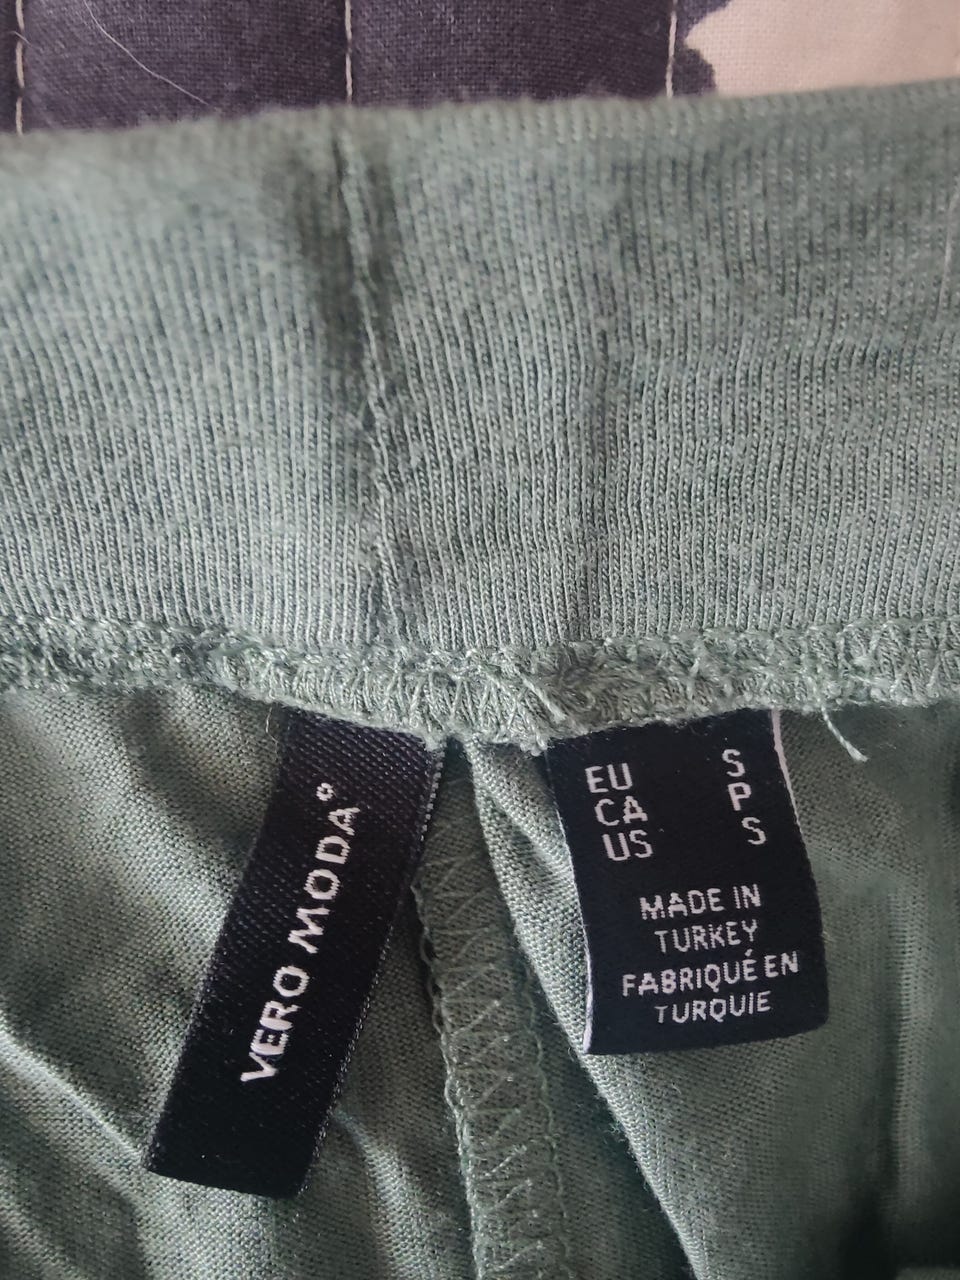 VERO MODA®
EU S
CA P
US S
MADE IN
TURKEY
FABRIQUÉ EN
TURQUIE